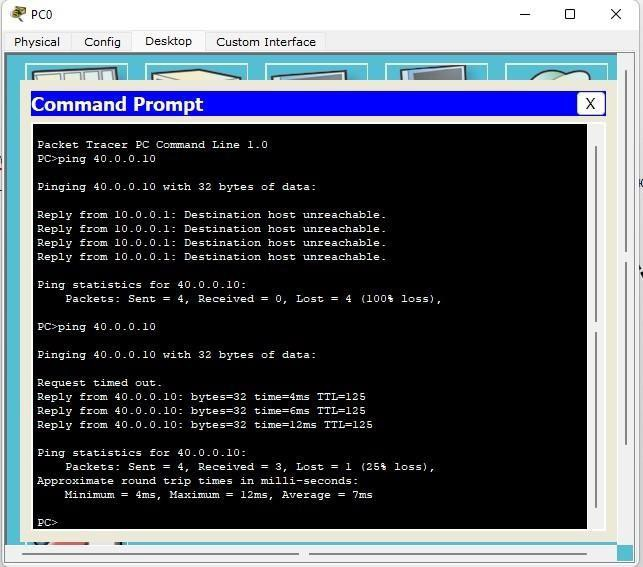 PC0
Physical Config Desktop Custom Interface
Command Prompt X
Packet Tracer PC Command Line 1.0
PC>ping 40.0.0.10
Pinging 40.0.0.10 with 32 bytes of data:
Reply from 10.0.0.1: Destination host unreachable.
Reply from 10.0.0.1: Destination host unreachable.
Reply from 10.0.0.1: Destination host unreachable.
Reply from 10.0.0.1: Destination host unreachable.
Ping statistics for 40.0.0.10:
Packets: Sent = 4, Received = 0, Lost = 4 (100% loss),
PC>ping 40.0.0.10
Pinging 40.0.0.10 with 32 bytes of data:
Request timed out.
Reply from 40.0.0.10: bytes=32 time=4ms TTL=125
Reply from 40.0.0.10: bytes=32 time=6ms TTL=125
Reply from 40.0.0.10: bytes=32 time=12ms TTL=125
Ping statistics for 40.0.0.10:
Packets: Sent = 4, Received = 3, Lost = 1 (25% loss),
Approximate round trip times in milli-seconds:
Minimum = 4ms, Maximum = 12ms, Average = 7ms
PC>